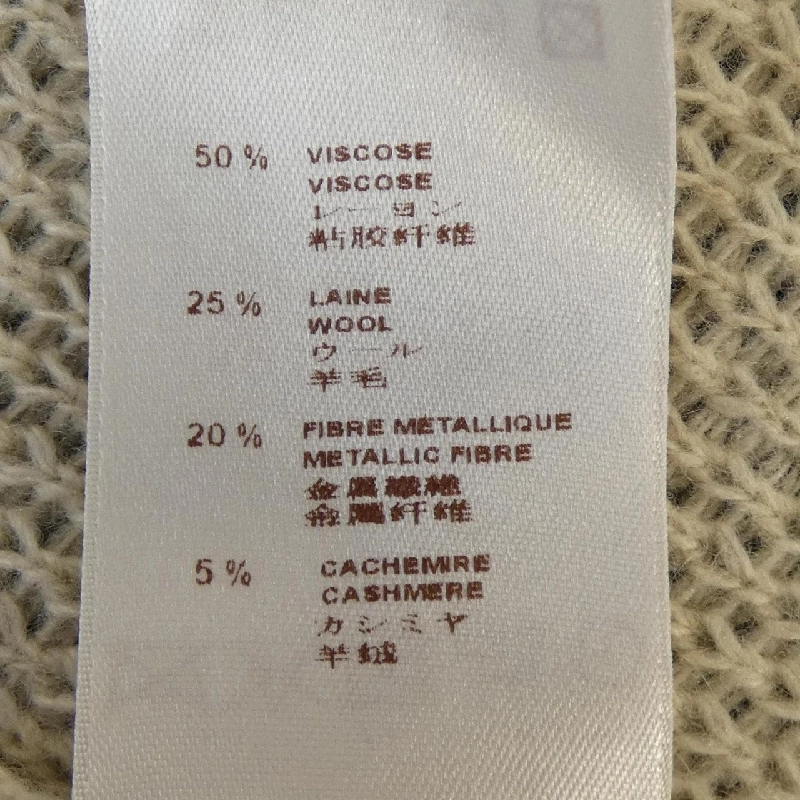 50 % VISCOSE
VISCOSE
レーヨン
粘胶纤维
25 % LAINE
WOOL
ウール
羊毛
20 % FIBRE METALLIQUE
METALLIC FIBRE
金属繊維
金属纤维
5 % CACHEMIRE
CASHMERE
カシミヤ
羊绒